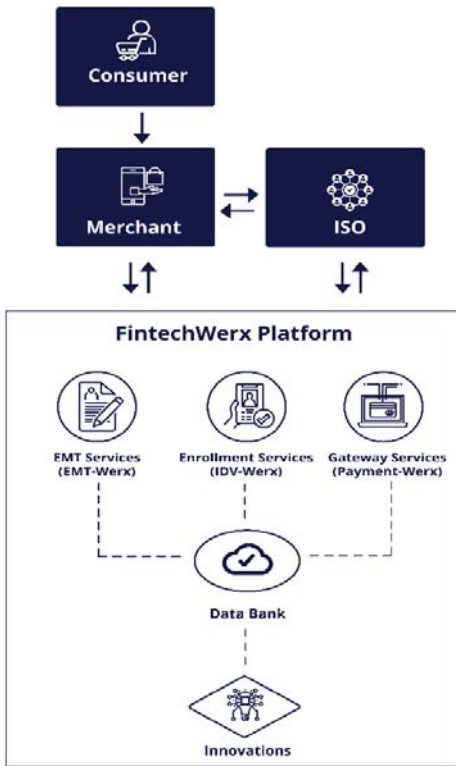 Consumer
Merchant
ISO
FintechWerx Platform
EMT Services
(EMT-Werx)
Enrollment Services
(IDV-Werx)
Gateway Services
(Payment-Werx)
Data Bank
Innovations